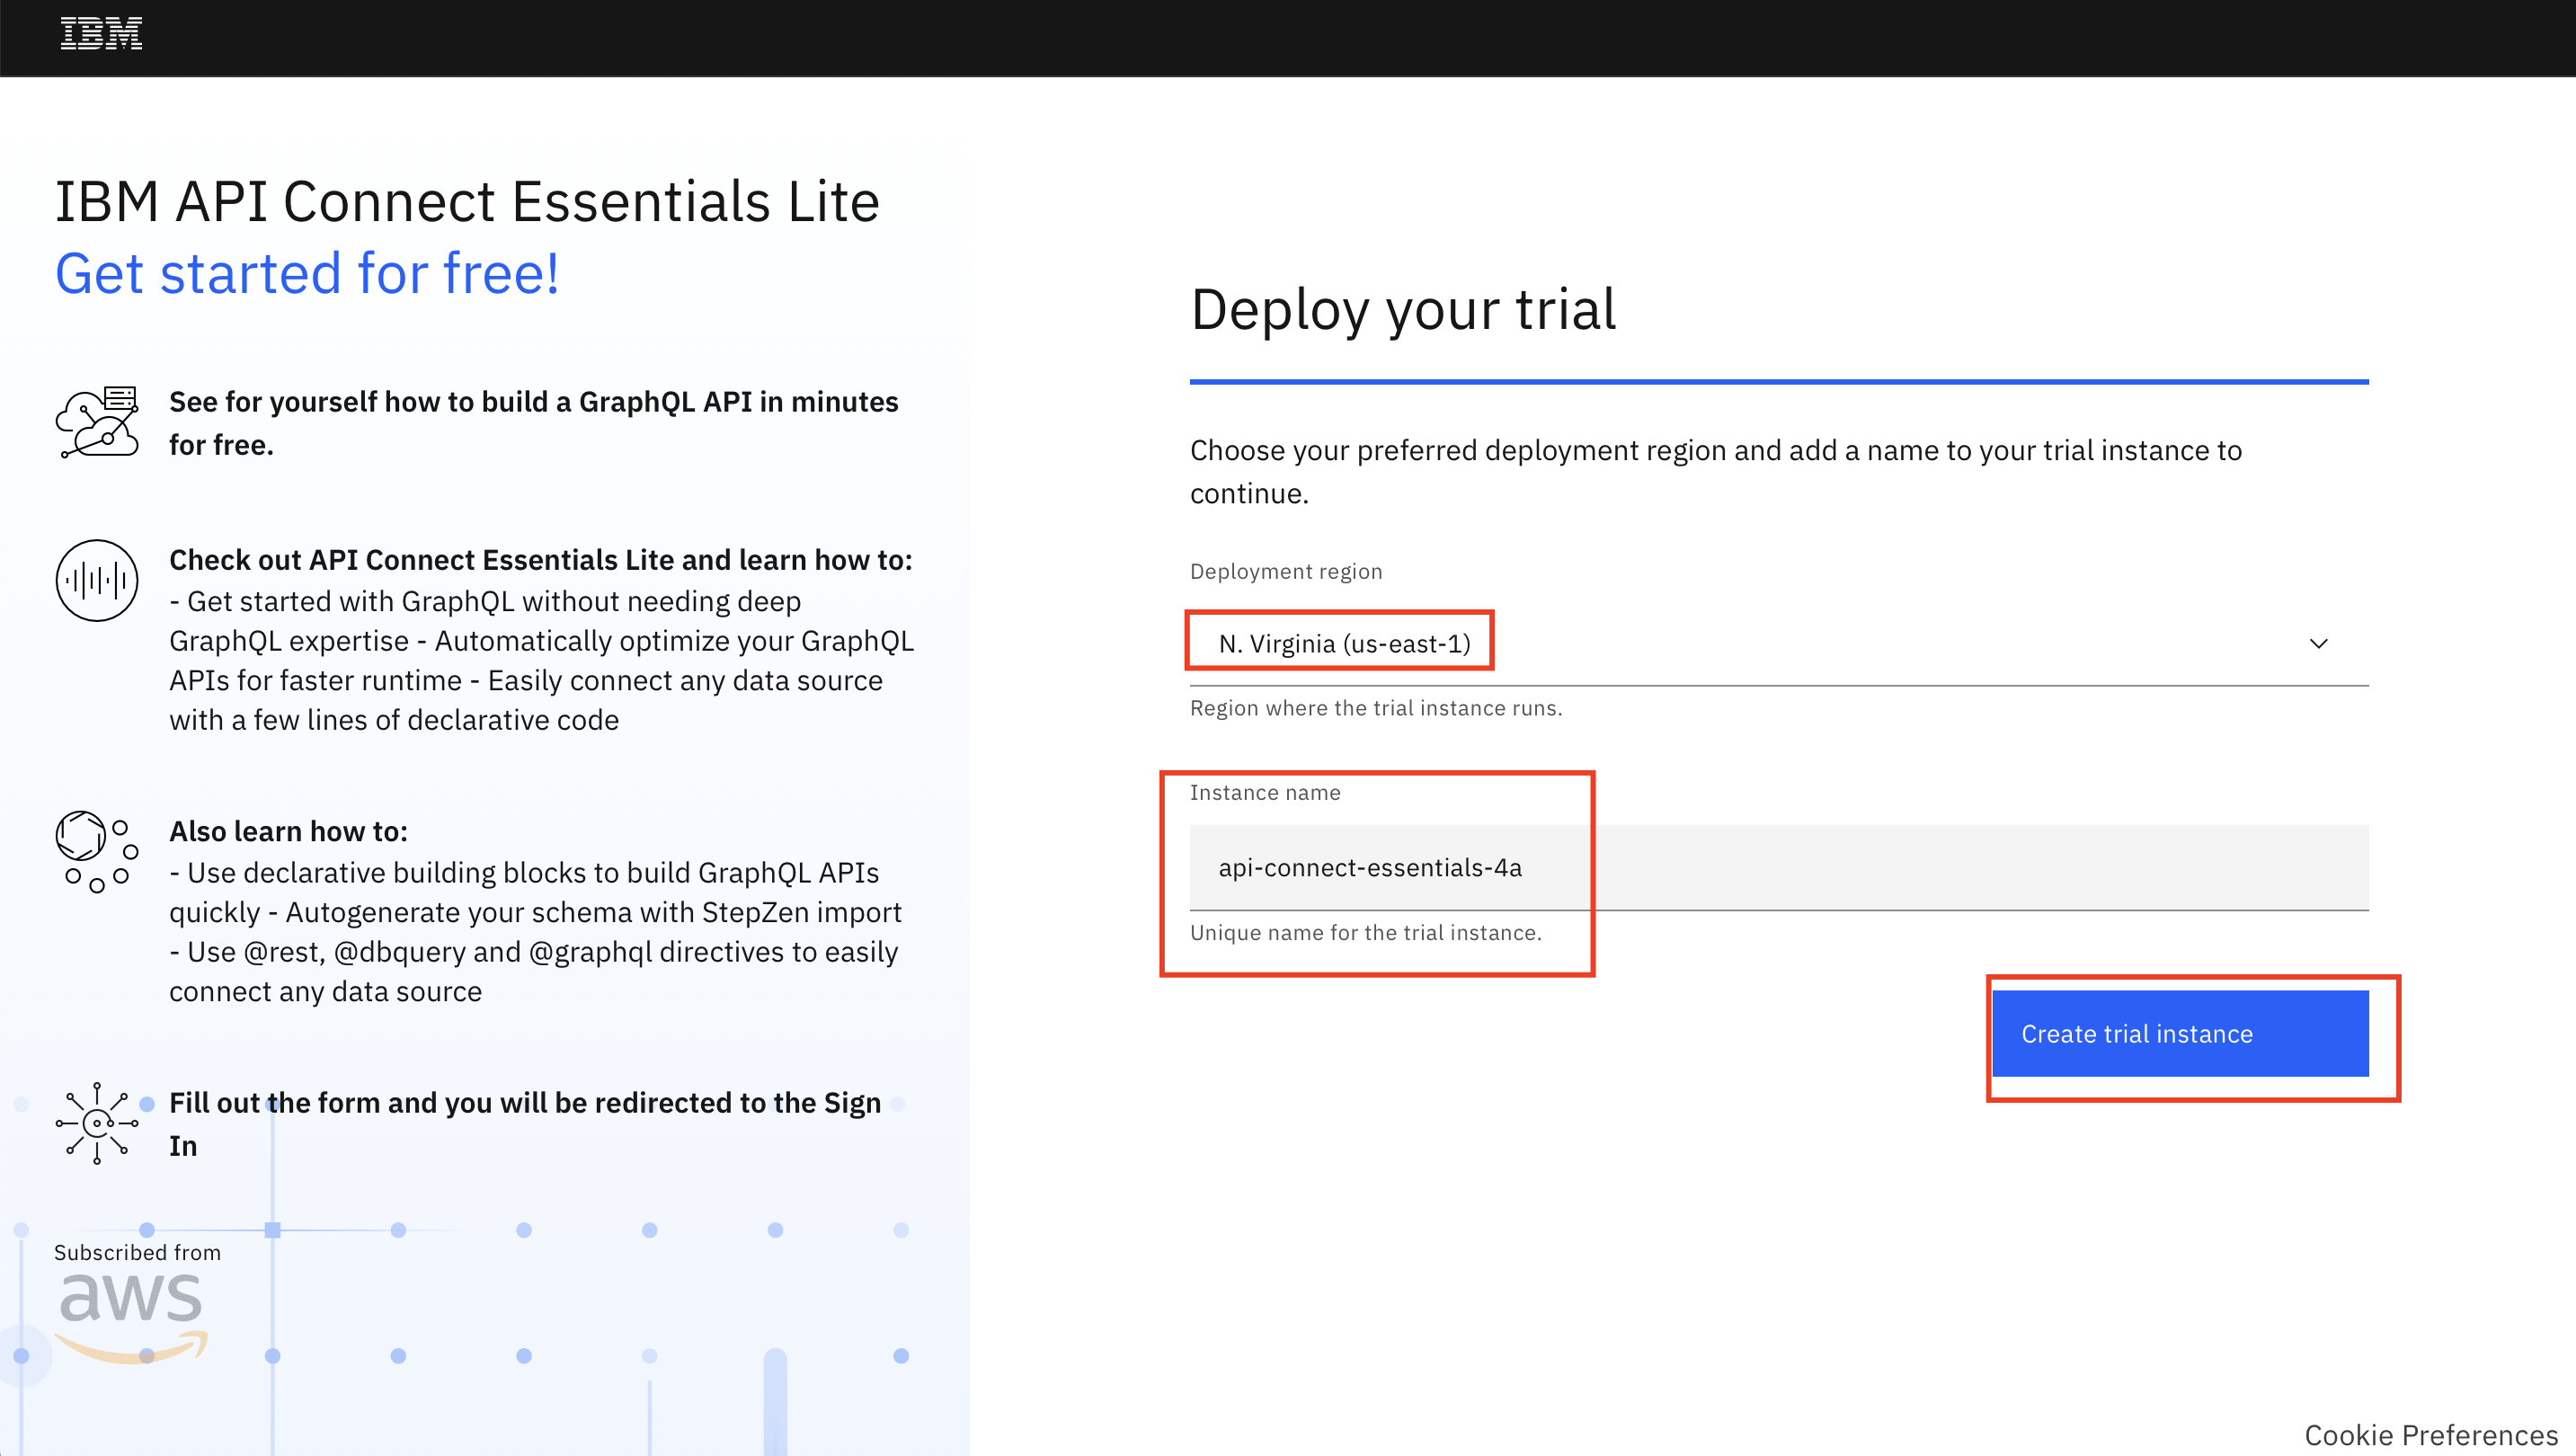 IBM
IBM API Connect Essentials Lite
Get started for free!
See for yourself how to build a GraphQL API in minutes
for free.
Check out API Connect Essentials Lite and learn how to:
- Get started with GraphQL without needing deep
GraphQL expertise - Automatically optimize your GraphQL
APIs for faster runtime - Easily connect any data source
with a few lines of declarative code
Also learn how to:
- Use declarative building blocks to build GraphQL APIs
quickly - Autogenerate your schema with StepZen import
- Use @rest, @dbquery and @graphql directives to easily
connect any data source
Fill out the form and you will be redirected to the Sign
In
Subscribed from
aws
Deploy your trial
Choose your preferred deployment region and add a name to your trial instance to
continue.
Deployment region
N. Virginia (us-east-1)
Region where the trial instance runs.
Instance name
api-connect-essentials-4a
Unique name for the trial instance.
Create trial instance
Cookie Preferences